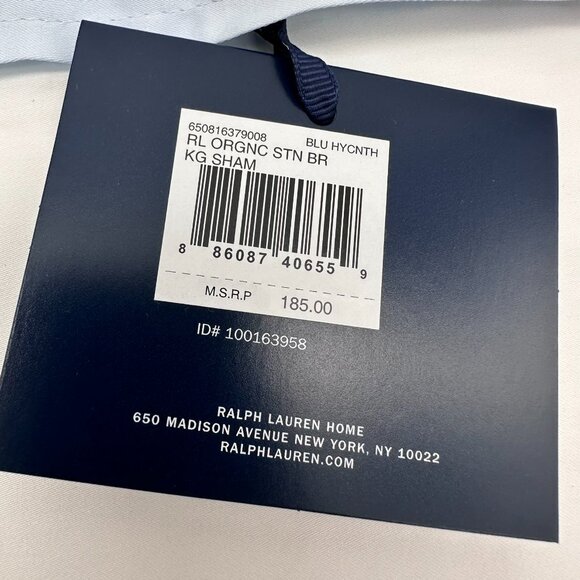 650816379008 BLU HYCNTH
RL ORGNC STN BR
KG SHAM
8 86087 40655 9
M.S.R.P 185.00
ID# 100163958
RALPH LAUREN HOME
650 MADISON AVENUE NEW YORK, NY 10022
RALPHLAUREN.COM